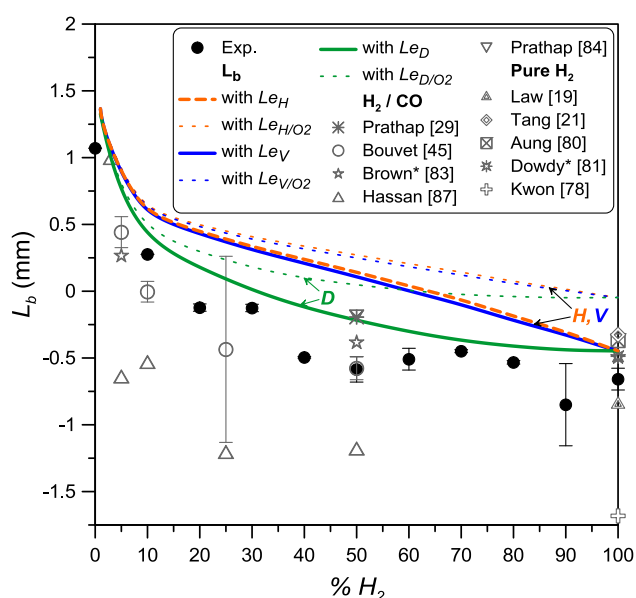 2
1.5
1
0.5
0
-0.5
-1
-1.5
L_b (mm)
Exp.
L_b
with Le_H
with Le_H/O2
with Le_V
with Le_V/O2
with Le_D
with Le_D/O2
H_2 / CO
Prathap [29]
Bouvet [45]
Brown* [83]
Hassan [87]
Prathap [84]
Pure H_2
Law [19]
Tang [21]
Aung [80]
Dowdy* [81]
Kwon [78]
D
H, V
0 10 20 30 40 50 60 70 80 90 100
% H_2